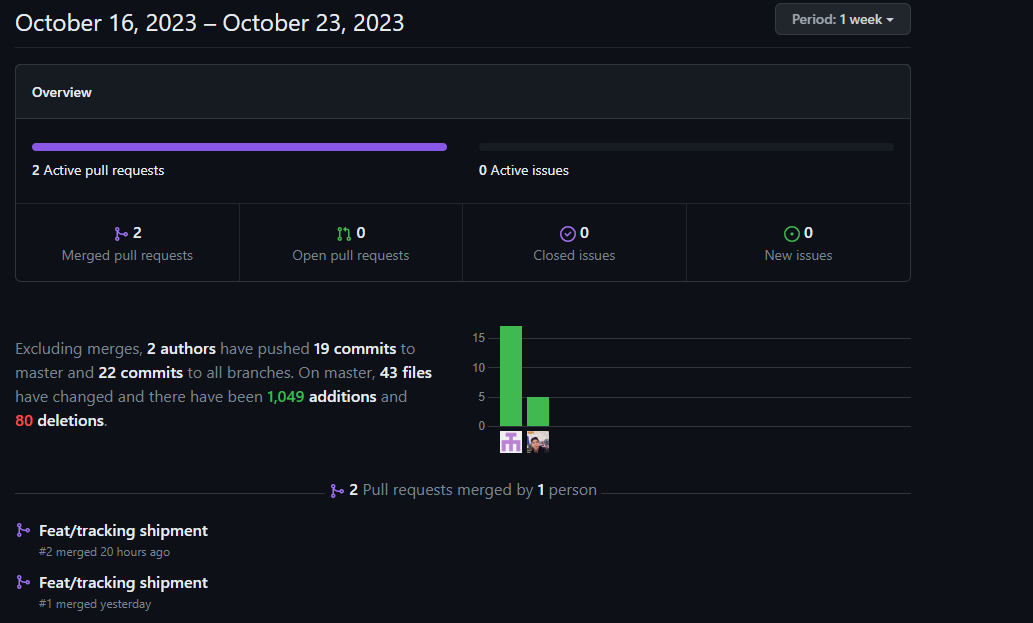 October 16, 2023 – October 23, 2023
Period: 1 week
Overview
2 Active pull requests
0 Active issues
2
Merged pull requests
0
Open pull requests
0
Closed issues
0
New issues
Excluding merges, 2 authors have pushed 19 commits to
master and 22 commits to all branches. On master, 43 files
have changed and there have been 1,049 additions and
80 deletions.
15
10
5
0
2 Pull requests merged by 1 person
Feat/tracking shipment
#2 merged 20 hours ago
Feat/tracking shipment
#1 merged yesterday